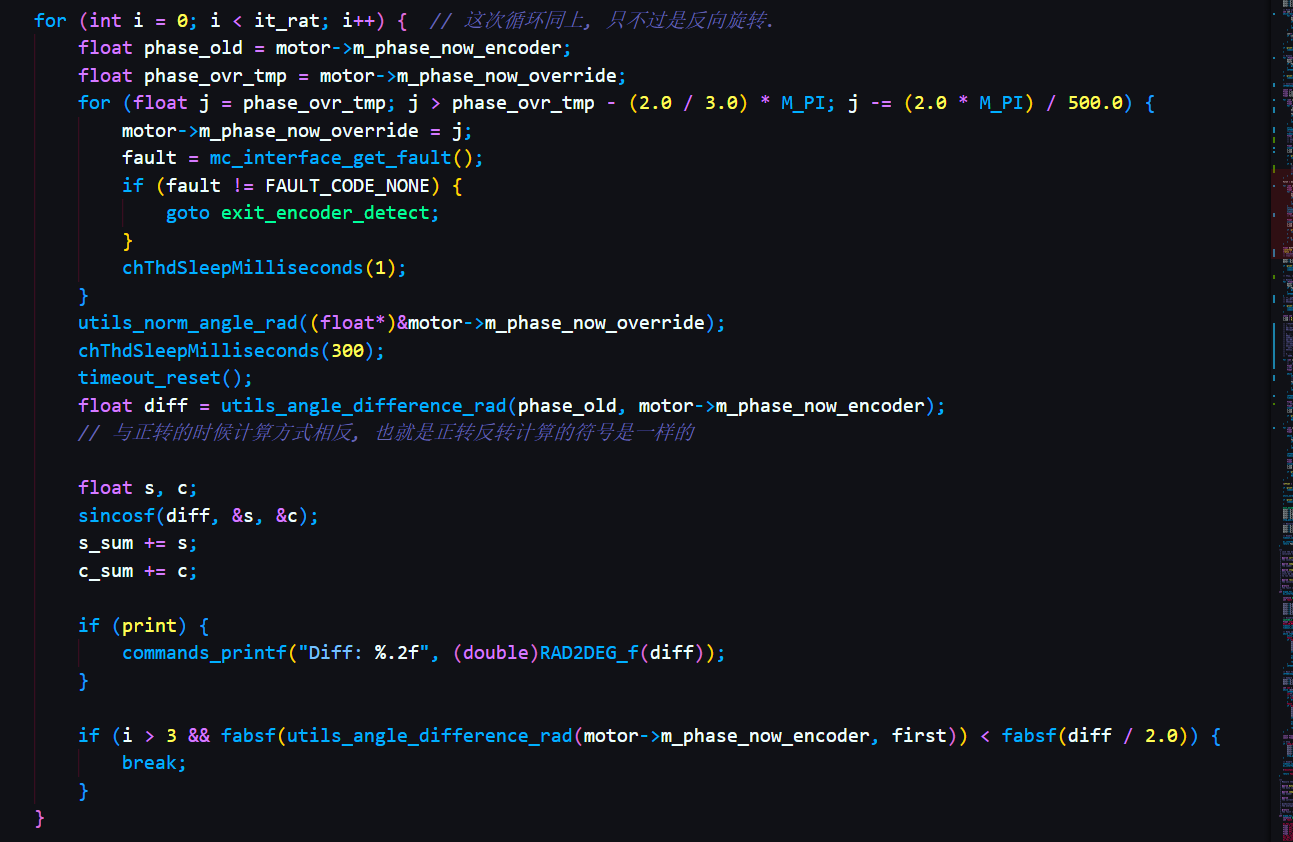 for (int i = 0; i < it_rat; i++) {  // 这次循环同上, 只不过是反向旋转.
    float phase_old = motor->m_phase_now_encoder;
    float phase_ovr_tmp = motor->m_phase_now_override;
    for (float j = phase_ovr_tmp; j > phase_ovr_tmp - (2.0 / 3.0) * M_PI; j -= (2.0 * M_PI) / 500.0) {
        motor->m_phase_now_override = j;
        fault = mc_interface_get_fault();
        if (fault != FAULT_CODE_NONE) {
            goto exit_encoder_detect;
        }
        chThdSleepMilliseconds(1);
    }
    utils_norm_angle_rad((float*)&motor->m_phase_now_override);
    chThdSleepMilliseconds(300);
    timeout_reset();
    float diff = utils_angle_difference_rad(phase_old, motor->m_phase_now_encoder);
    // 与正转的时候计算方式相反, 也就是正转反转计算的符号是一样的
    float s, c;
    sincosf(diff, &s, &c);
    s_sum += s;
    c_sum += c;
    if (print) {
        commands_printf("Diff: %.2f", (double)RAD2DEG_f(diff));
    }
    if (i > 3 && fabsf(utils_angle_difference_rad(motor->m_phase_now_encoder, first)) < fabsf(diff / 2.0)) {
        break;
    }
}